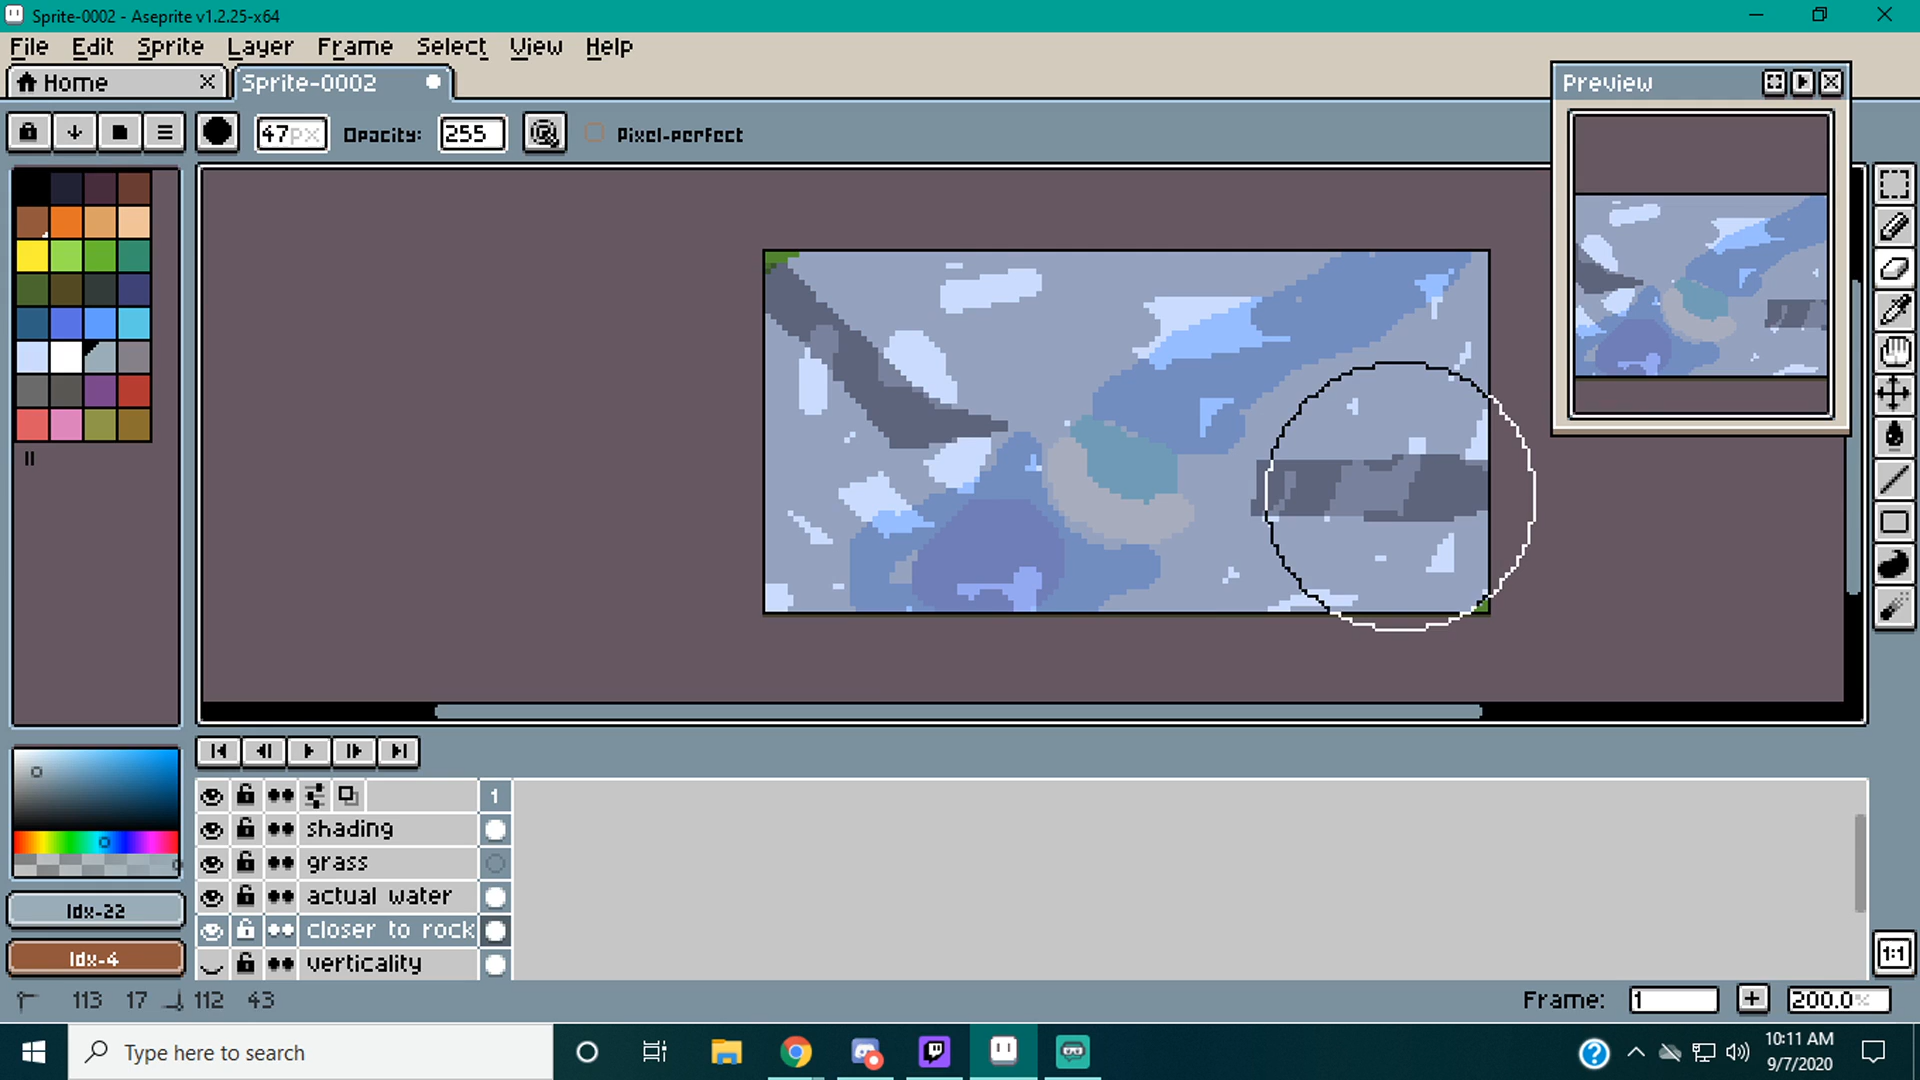 Sprite-0002 - Aseprite v1.2.25-x64
File Edit Sprite Layer Frame Select View Help
Home Sprite-0002
Preview
47px Opacity: 255 Pixel-perfect
1
shading
grass
actual water
Idx-22
closer to rock
Idx-4
verticality
113 17 112 43 Frame: 1 200.0%
1:1
Type here to search
10:11 AM
9/7/2020